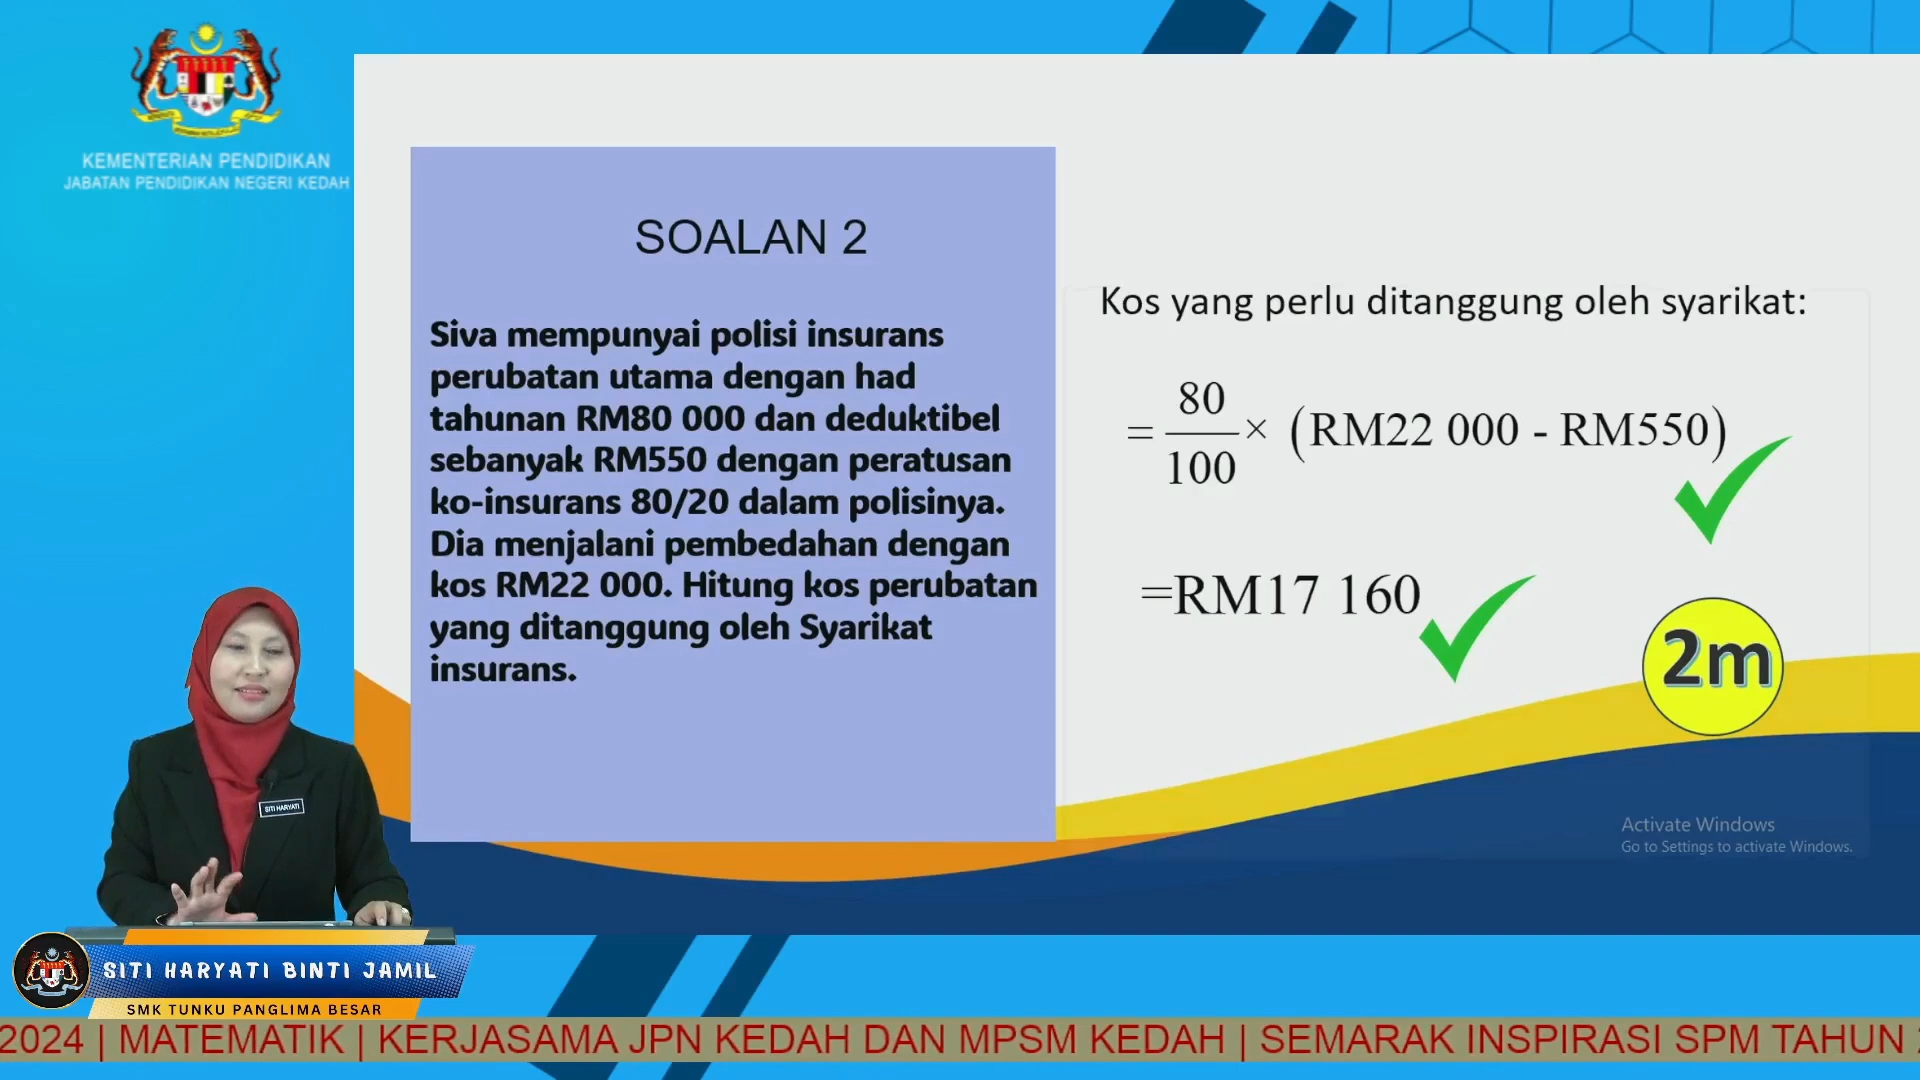 KEMENTERIAN PENDIDIKAN
JABATAN PENDIDIKAN NEGERI KEDAH
SOALAN 2
Siva mempunyai polisi insurans
perubatan utama dengan had
tahunan RM80 000 dan deduktibel
sebanyak RM550 dengan peratusan
ko-insurans 80/20 dalam polisinya.
Dia menjalani pembedahan dengan
kos RM22 000. Hitung kos perubatan
yang ditanggung oleh Syarikat
insurans.
Kos yang perlu ditanggung oleh syarikat:
= 80/100 × (RM22 000 - RM550)
=RM17 160
2m
Activate Windows
Go to Settings to activate Windows.
SITI HARYATI
SITI HARYATI BINTI JAMIL
SMK TUNKU PANGLIMA BESAR
2024 | MATEMATIK | KERJASAMA JPN KEDAH DAN MPSM KEDAH | SEMARAK INSPIRASI SPM TAHUN